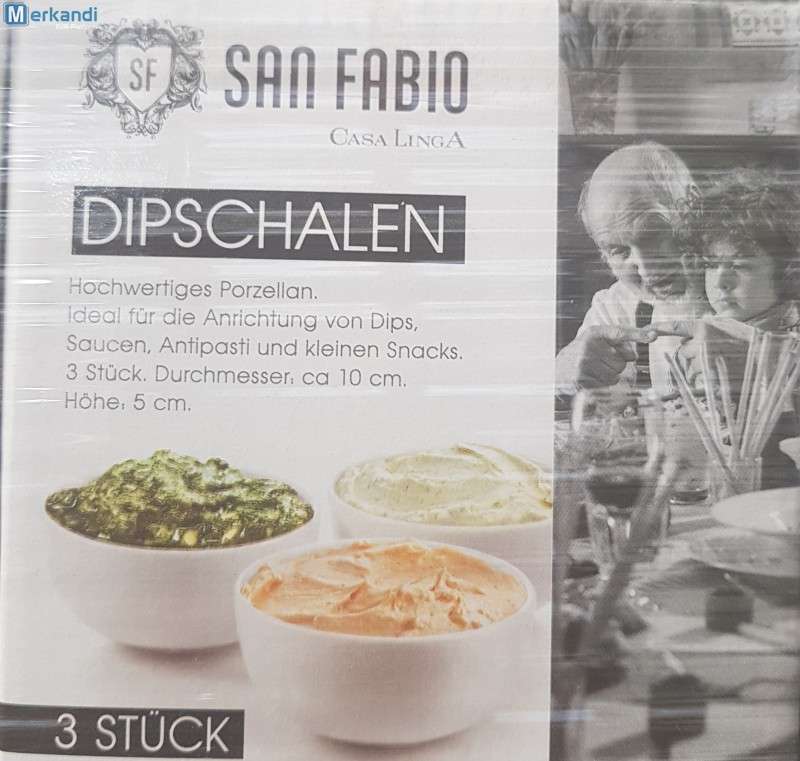 Merkandi
SF
SAN FABIO
CASA LINGA
DIPSCHALEN
Hochwertiges Porzellan.
Ideal für die Anrichtung von Dips,
Saucen, Antipasti und kleinen Snacks.
3 Stück. Durchmesser: ca 10 cm.
Höhe: 5 cm.
3 STÜCK